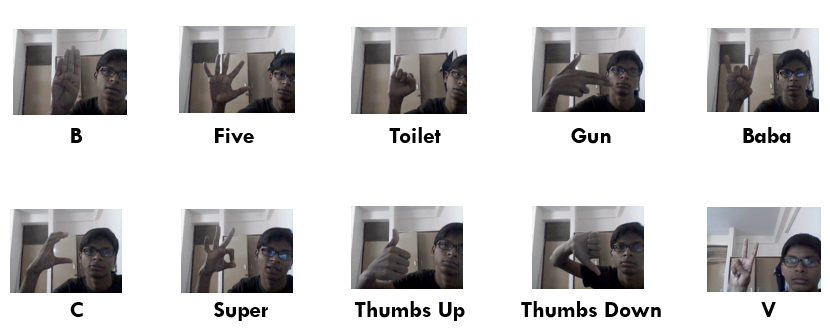 B
Five
Toilet
Gun
Baba
C
Super
Thumbs Up
Thumbs Down
V